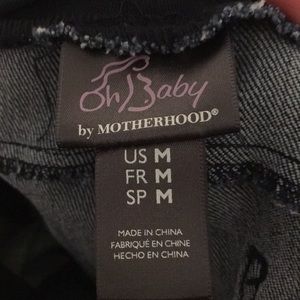 Oh Baby
by MOTHERHOOD®
US M
FR M
SP M
MADE IN CHINA
FABRIQUÉ EN CHINE
HECHO EN CHINA